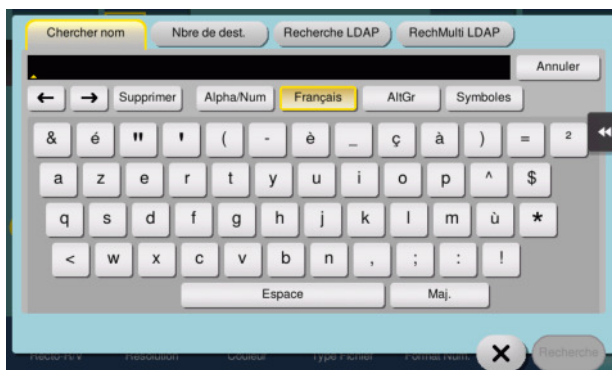 Chercher nom Nbre de dest. Recherche LDAP RechMulti LDAP
Annuler
← → Supprimer Alpha/Num Français AltGr Symboles
& é " ' ( - è _ ç à ) = ²
a z e r t y u i o p ^ $
q s d f g h j k l m ù *
< w x c v b n , ; : !
Espace Maj.
Recto-R/V Résolution Couleur Type Fichier Format Num. Recherche